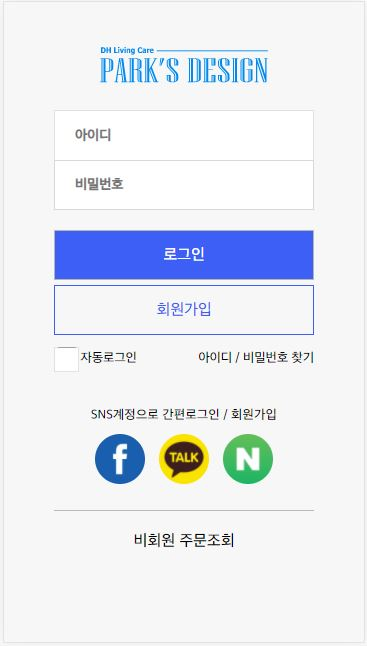 DH Living Care
PARK'S DESIGN
아이디
비밀번호
로그인
회원가입
자동로그인 아이디 / 비밀번호 찾기
SNS계정으로 간편로그인 / 회원가입
f TALK N
비회원 주문조회